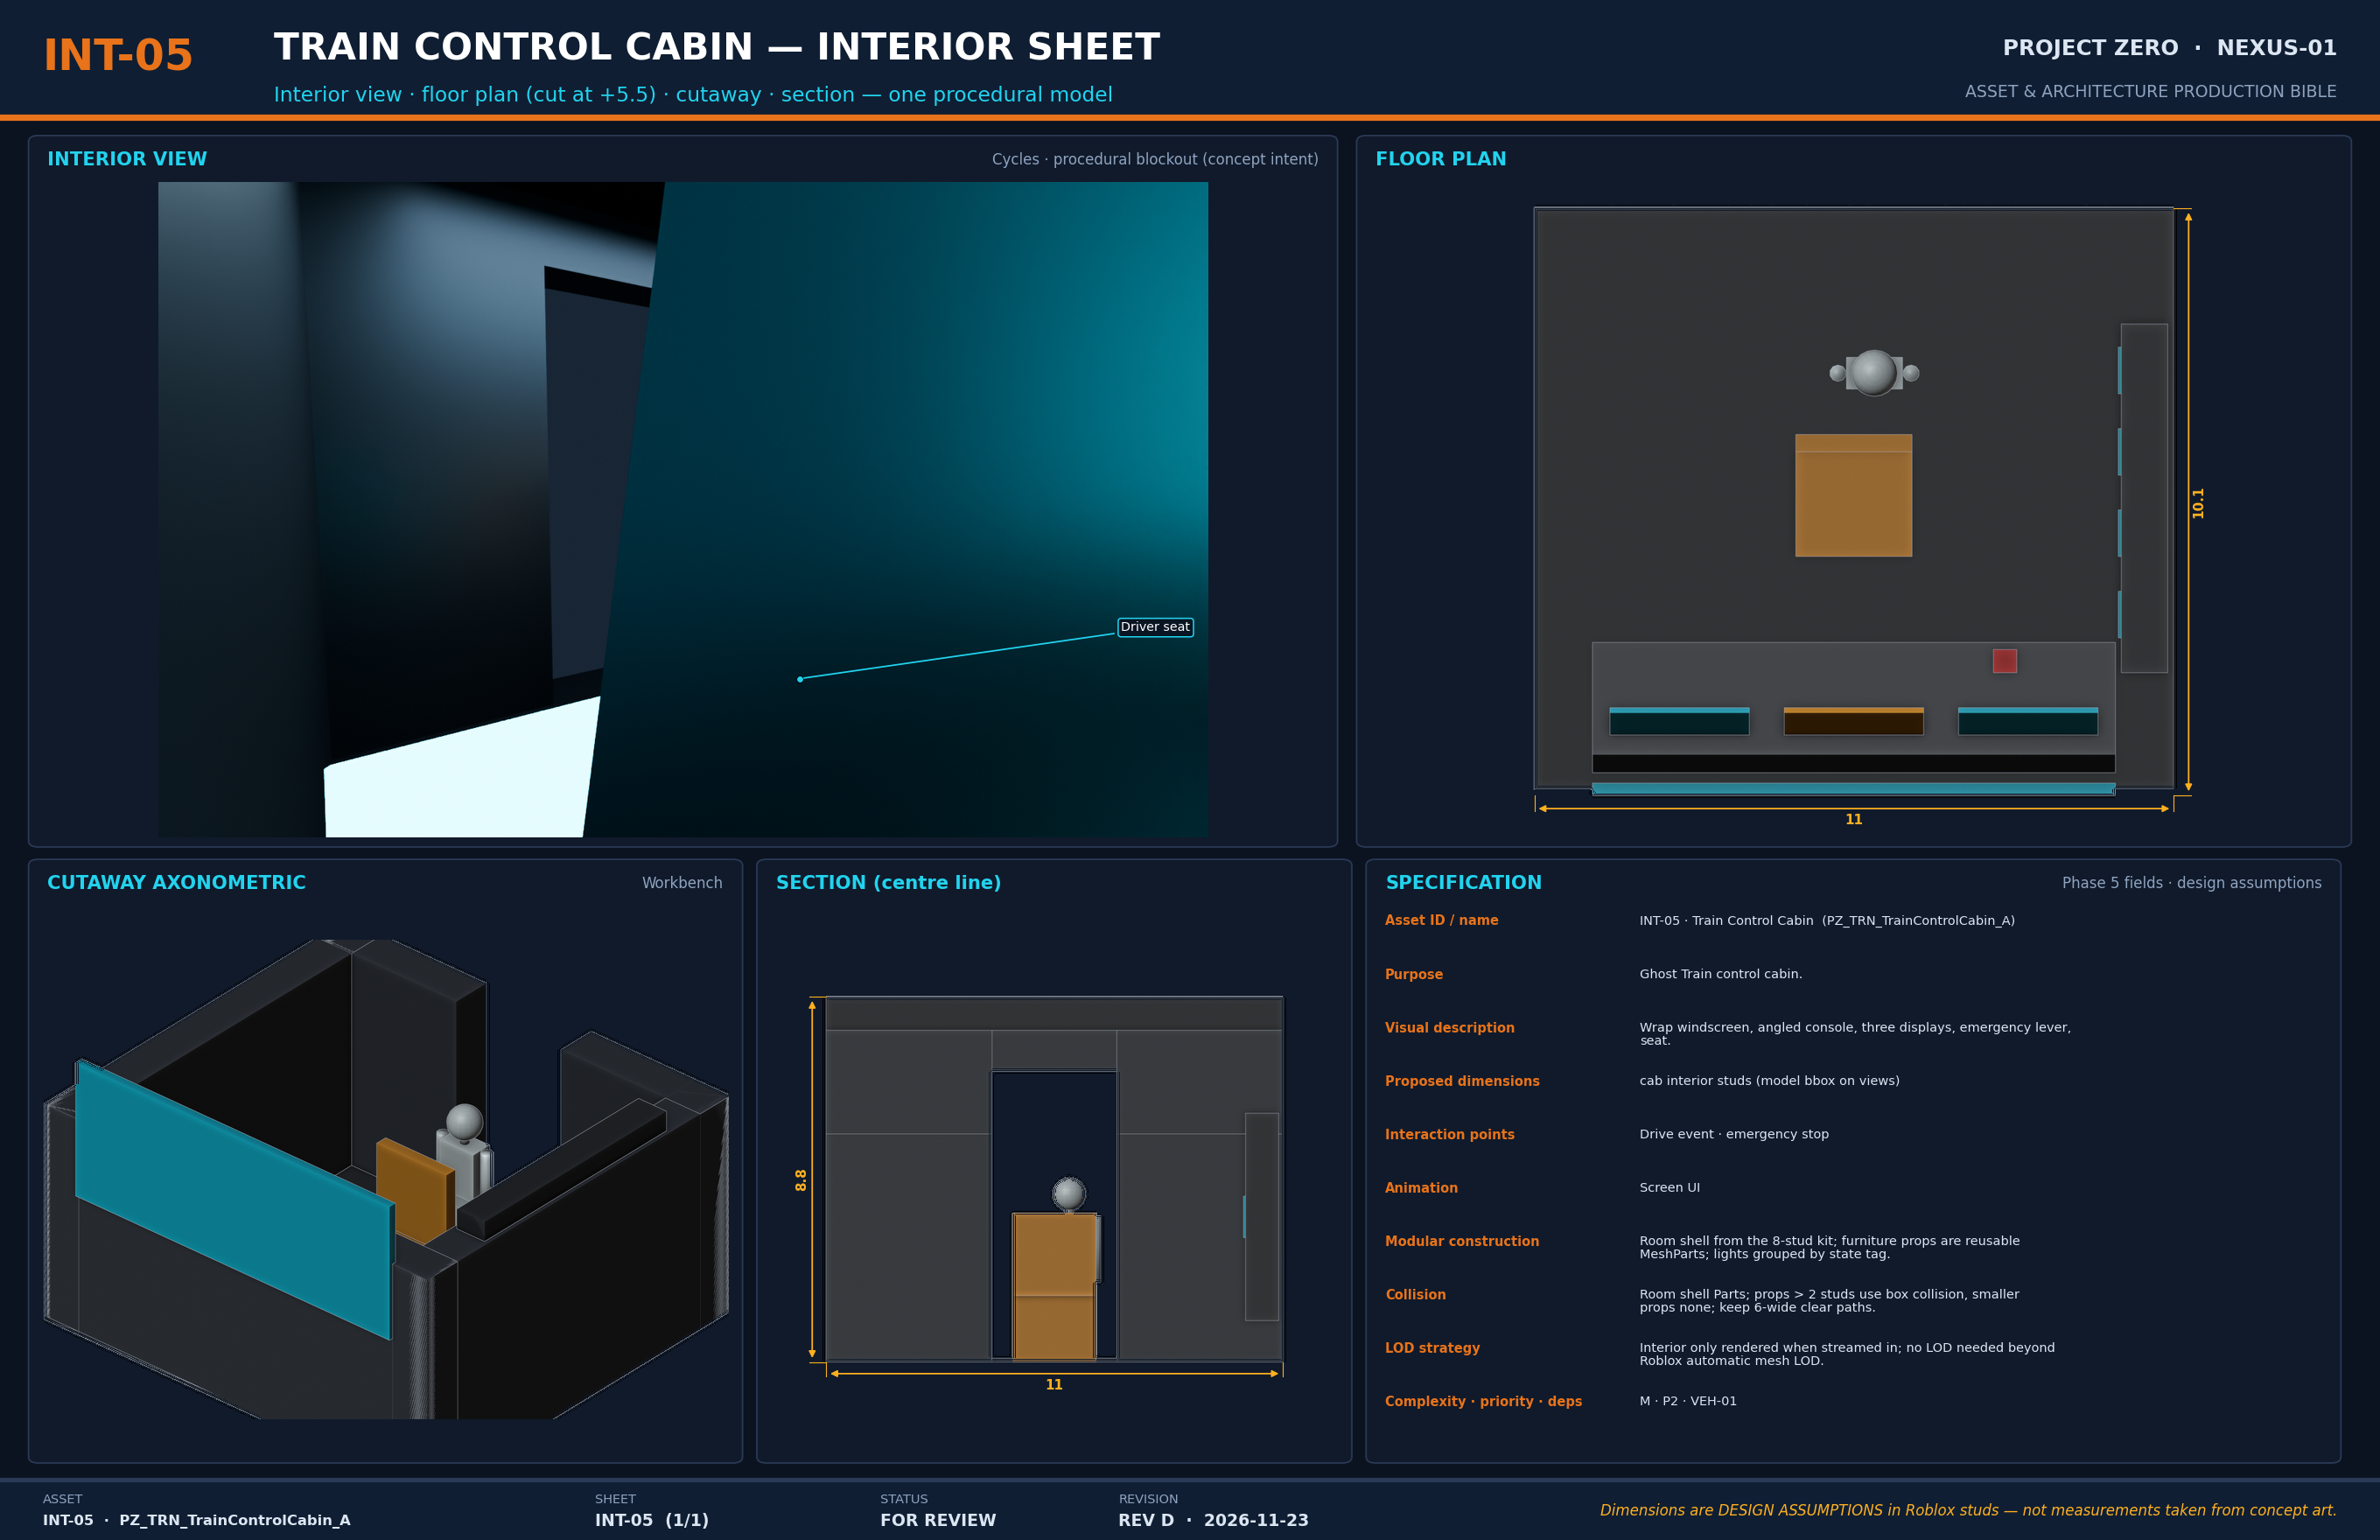 INT-05
TRAIN CONTROL CABIN — INTERIOR SHEET
Interior view · floor plan (cut at +5.5) · cutaway · section — one procedural model
PROJECT ZERO · NEXUS-01
ASSET & ARCHITECTURE PRODUCTION BIBLE
INTERIOR VIEW
Cycles · procedural blockout (concept intent)
Driver seat
FLOOR PLAN
10.1
11
CUTAWAY AXONOMETRIC
Workbench
SECTION (centre line)
8.8
11
SPECIFICATION
Phase 5 fields · design assumptions
Asset ID / name
INT-05 · Train Control Cabin (PZ_TRN_TrainControlCabin_A)
Purpose
Ghost Train control cabin.
Visual description
Wrap windscreen, angled console, three displays, emergency lever,
seat.
Proposed dimensions
cab interior studs (model bbox on views)
Interaction points
Drive event · emergency stop
Animation
Screen UI
Modular construction
Room shell from the 8-stud kit; furniture props are reusable
MeshParts; lights grouped by state tag.
Collision
Room shell Parts; props > 2 studs use box collision, smaller
props none; keep 6-wide clear paths.
LOD strategy
Interior only rendered when streamed in; no LOD needed beyond
Roblox automatic mesh LOD.
Complexity · priority · deps
M · P2 · VEH-01
ASSET
INT-05 · PZ_TRN_TrainControlCabin_A
SHEET
INT-05 (1/1)
STATUS
FOR REVIEW
REVISION
REV D · 2026-11-23
Dimensions are DESIGN ASSUMPTIONS in Roblox studs — not measurements taken from concept art.